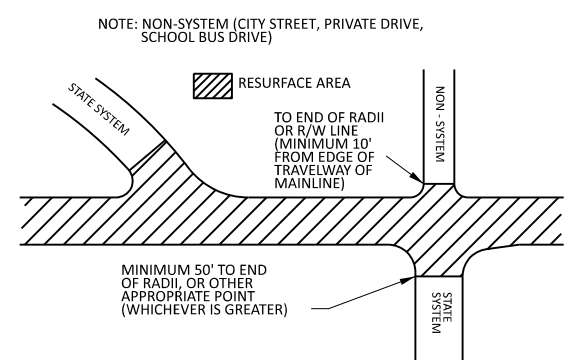 NOTE: NON-SYSTEM (CITY STREET, PRIVATE DRIVE,
SCHOOL BUS DRIVE)
RESURFACE AREA
STATE SYSTEM
TO END OF RADII
OR R/W LINE
(MINIMUM 10'
FROM EDGE OF
TRAVELWAY OF
MAINLINE)
NON - SYSTEM
MINIMUM 50' TO END
OF RADII, OR OTHER
APPROPRIATE POINT
(WHICHEVER IS GREATER)
STATE
SYSTEM